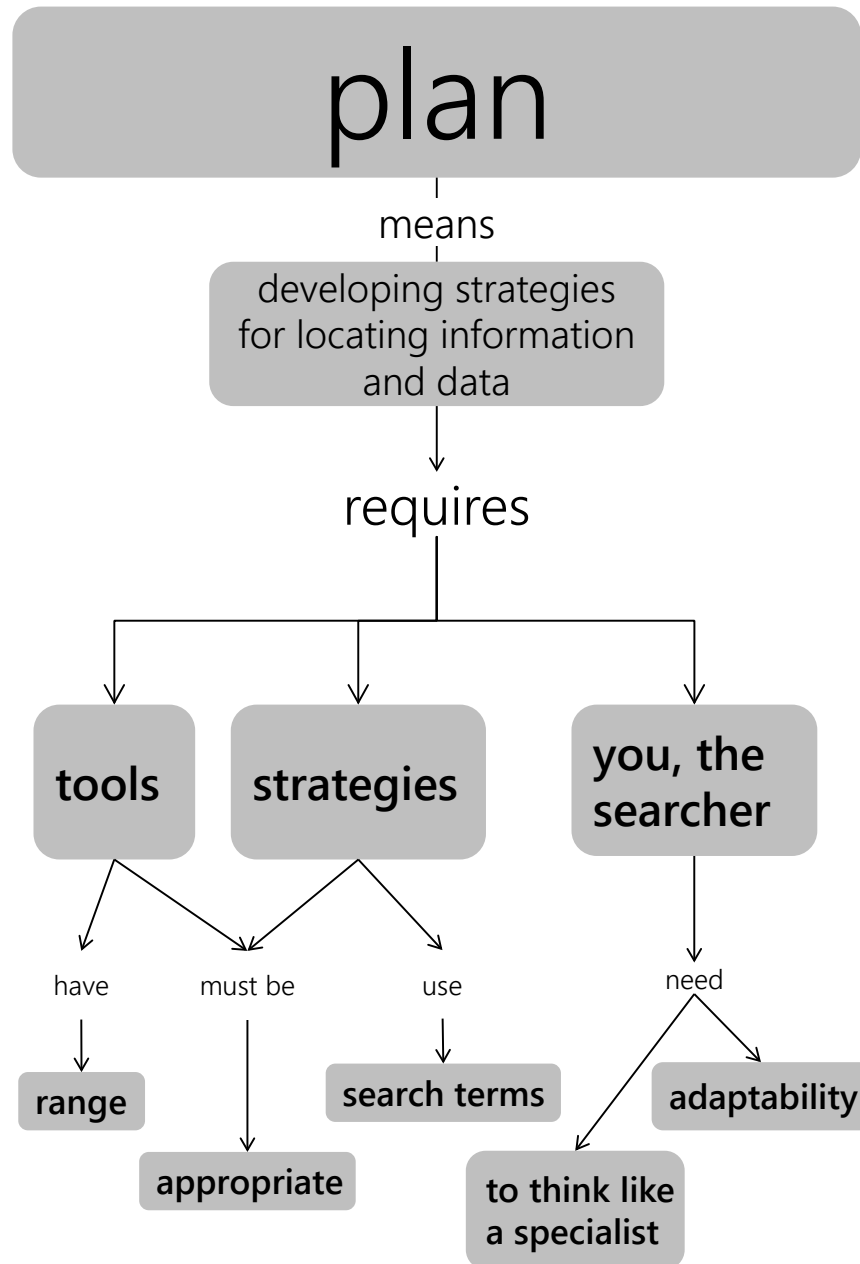 plan
means
developing strategies
for locating information
and data
requires
tools
strategies
you, the
searcher
have
must be
use
need
range
search terms
adaptability
appropriate
to think like
a specialist